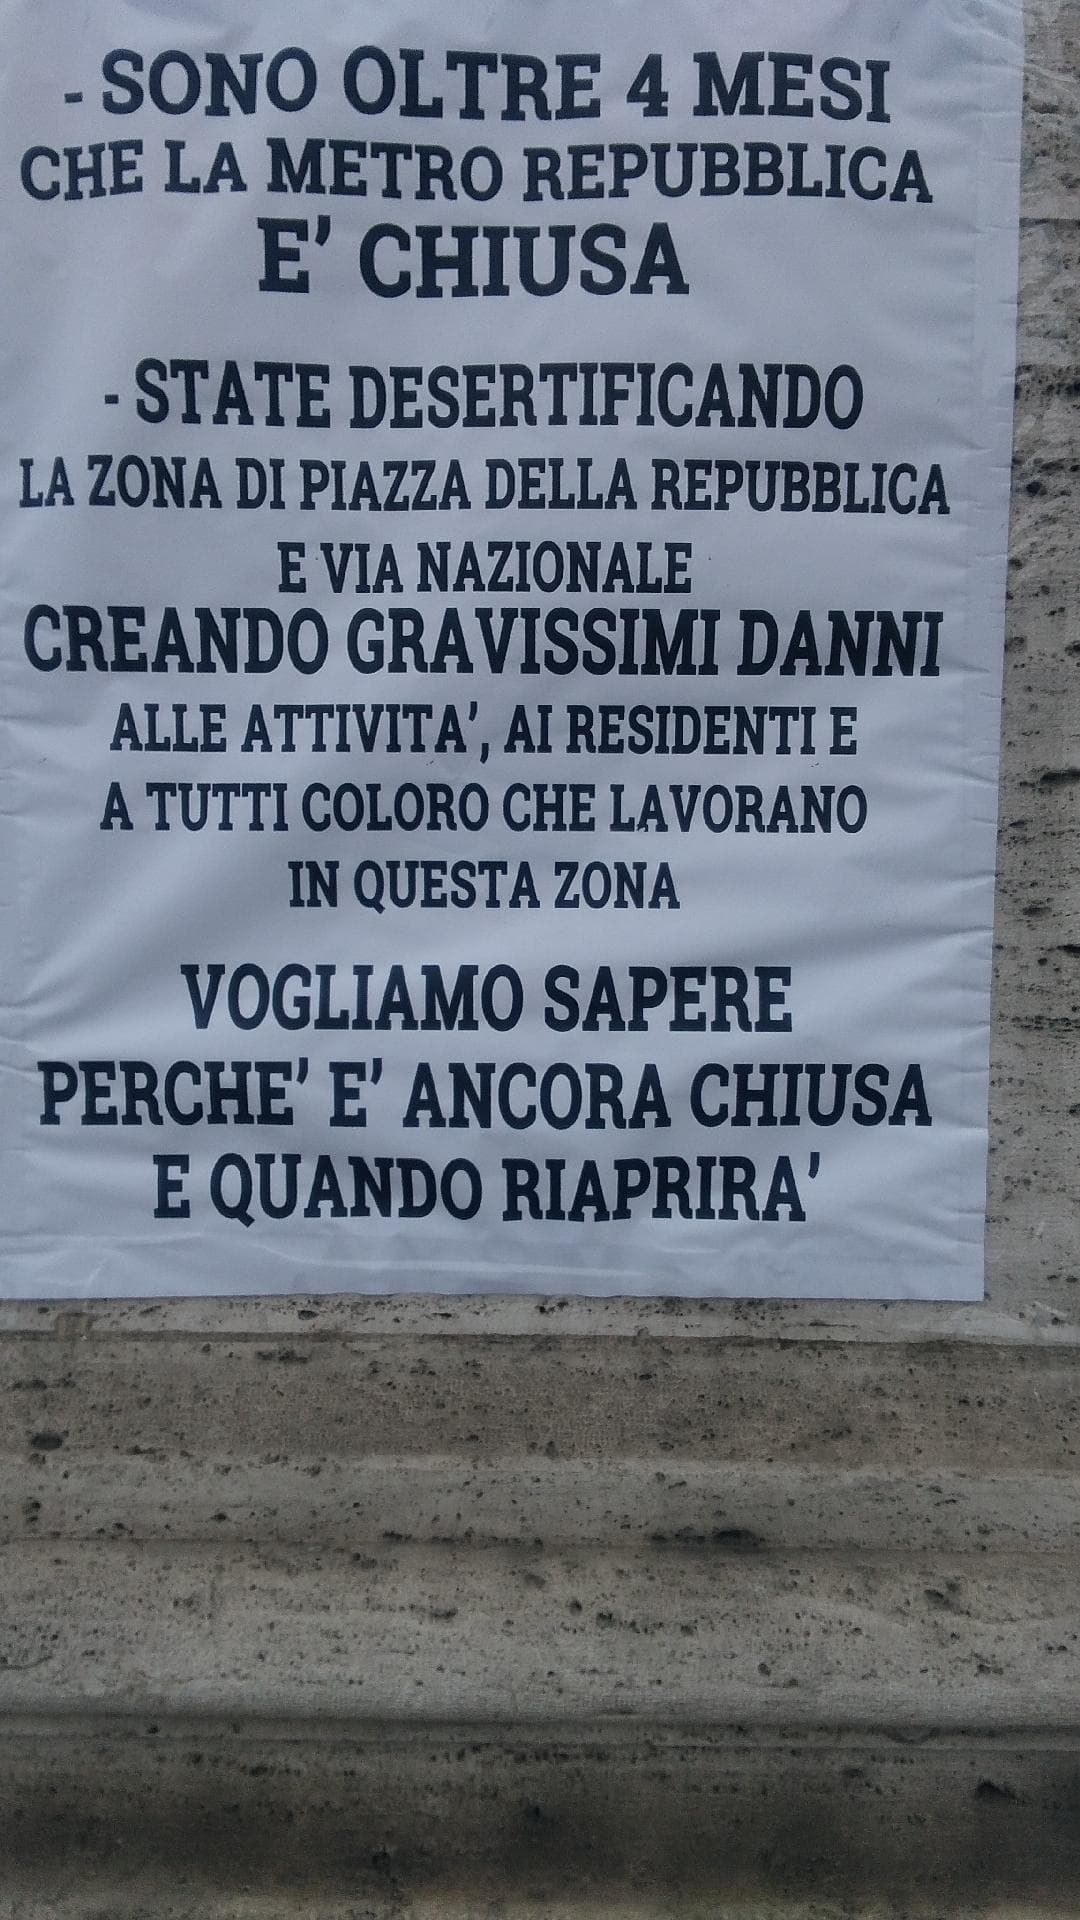 - SONO OLTRE 4 MESI
CHE LA METRO REPUBBLICA
E' CHIUSA
- STATE DESERTIFICANDO
LA ZONA DI PIAZZA DELLA REPUBBLICA
E VIA NAZIONALE
CREANDO GRAVISSIMI DANNI
ALLE ATTIVITA', AI RESIDENTI E
A TUTTI COLORO CHE LAVORANO
IN QUESTA ZONA
VOGLIAMO SAPERE
PERCHE' E' ANCORA CHIUSA
E QUANDO RIAPRIRA'